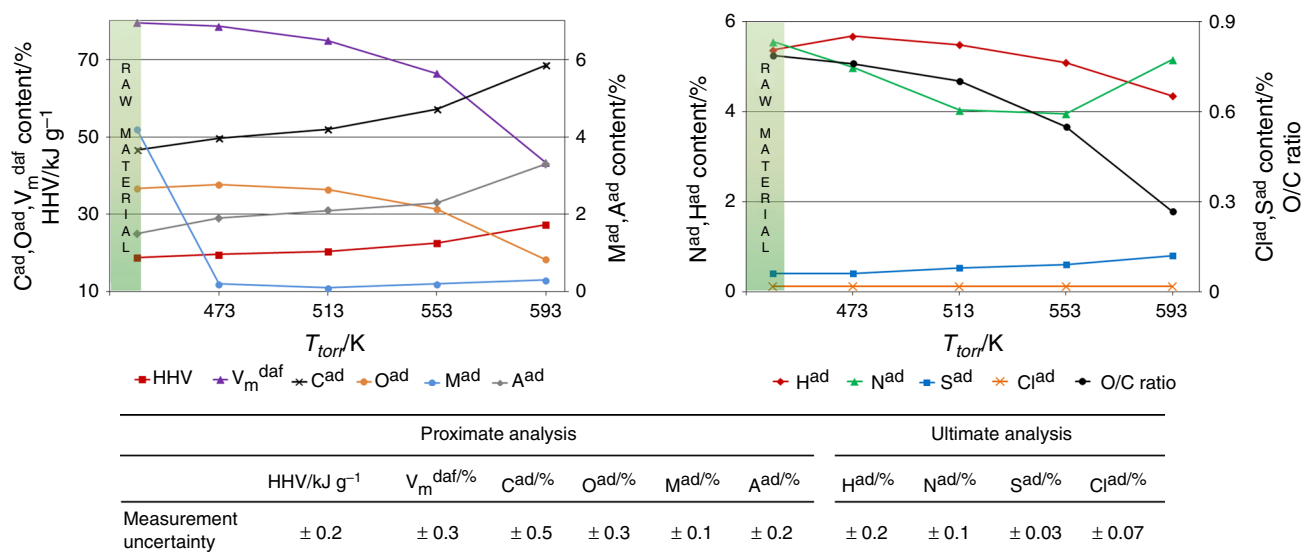 C^ad,O^ad,V_m^daf content/%
HHV/kJ g^–1
70
50
30
10
RAW MATERIAL
6
4
2
0
M^ad,A^ad content/%
473 513 553 593
T_torr/K
HHV V_m^daf C^ad O^ad M^ad A^ad
N^ad,H^ad content/%
6
4
2
0
RAW MATERIAL
0.9
0.6
0.3
0
Cl^ad,S^ad content/%
O/C ratio
473 513 553 593
T_torr/K
H^ad N^ad S^ad Cl^ad O/C ratio
Proximate analysis Ultimate analysis
HHV/kJ g^–1 V_m^daf/% C^ad/% O^ad/% M^ad/% A^ad/% H^ad/% N^ad/% S^ad/% Cl^ad/%
Measurement
uncertainty ± 0.2 ± 0.3 ± 0.5 ± 0.3 ± 0.1 ± 0.2 ± 0.2 ± 0.1 ± 0.03 ± 0.07